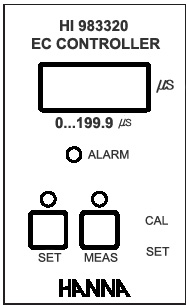 HI 983320
EC CONTROLLER
µS
0...199.9 µS
ALARM
CAL
SET MEAS SET
HANNA